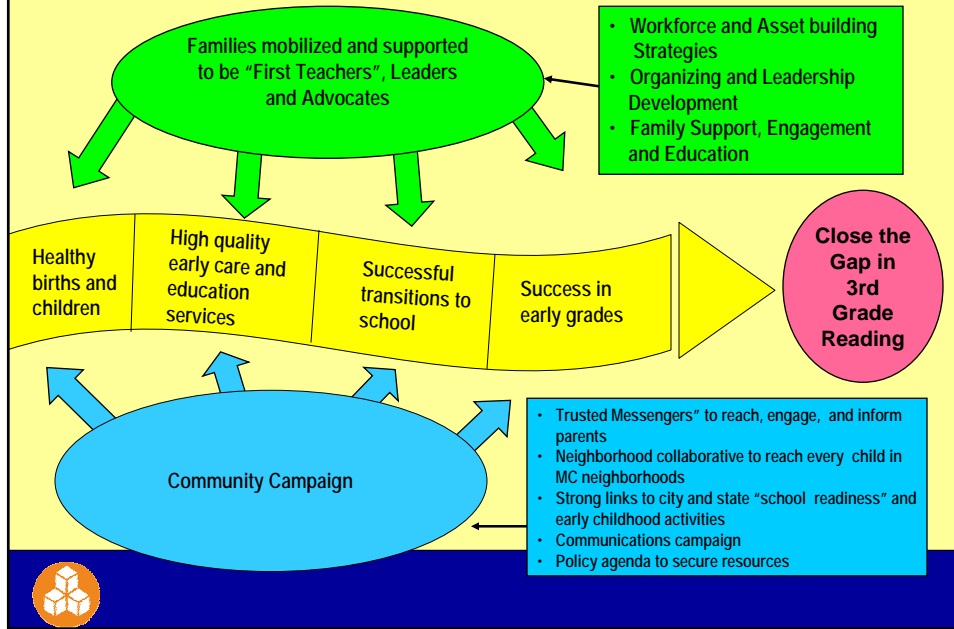 Families mobilized and supported
to be “First Teachers”, Leaders
and Advocates
• Workforce and Asset building
Strategies
• Organizing and Leadership
Development
• Family Support, Engagement
and Education
Healthy
births and
children
High quality
early care and
education
services
Successful
transitions to
school
Success in
early grades
Close the
Gap in
3rd
Grade
Reading
Community Campaign
• Trusted Messengers” to reach, engage, and inform
parents
• Neighborhood collaborative to reach every child in
MC neighborhoods
• Strong links to city and state “school readiness” and
early childhood activities
• Communications campaign
• Policy agenda to secure resources